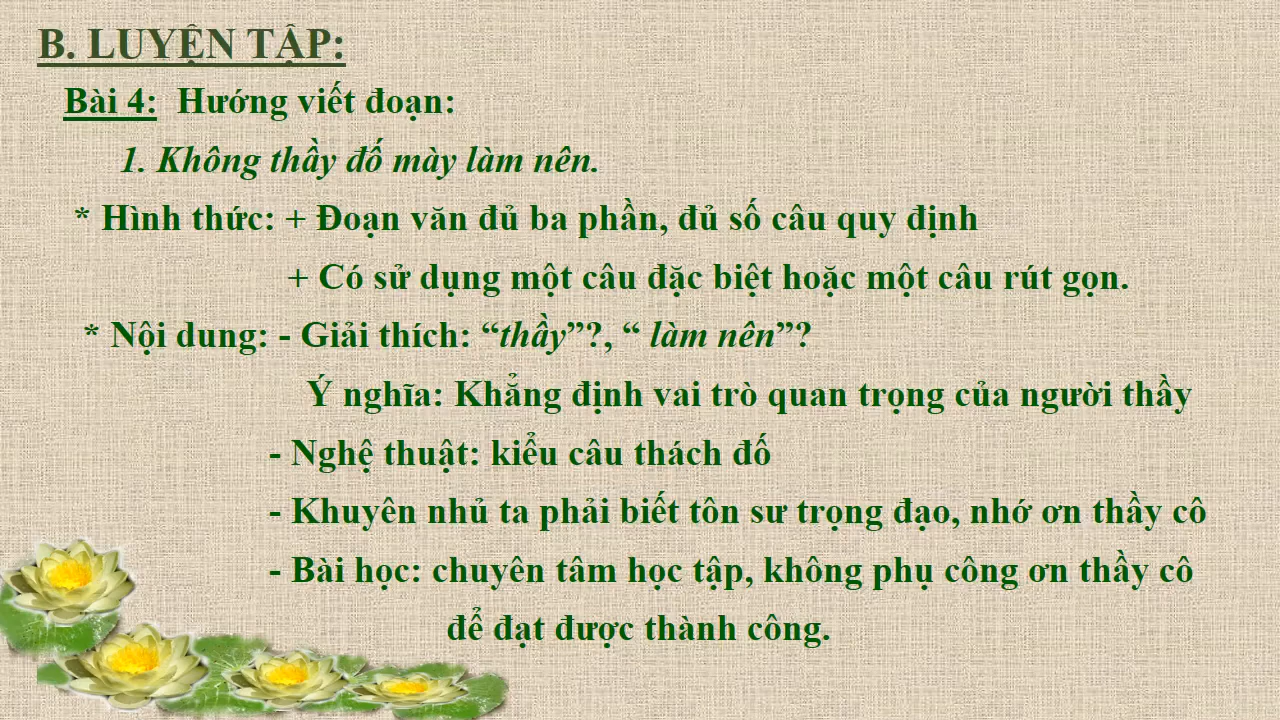 B. LUYỆN TẬP:
Bài 4: Hướng viết đoạn:
1. Không thầy đố mày làm nên.
* Hình thức: + Đoạn văn đủ ba phần, đủ số câu quy định
+ Có sử dụng một câu đặc biệt hoặc một câu rút gọn.
* Nội dung: - Giải thích: “thầy”?, “ làm nên”?
Ý nghĩa: Khẳng định vai trò quan trọng của người thầy
- Nghệ thuật: kiểu câu thách đố
- Khuyên nhủ ta phải biết tôn sư trọng đạo, nhớ ơn thầy cô
- Bài học: chuyên tâm học tập, không phụ công ơn thầy cô
để đạt được thành công.